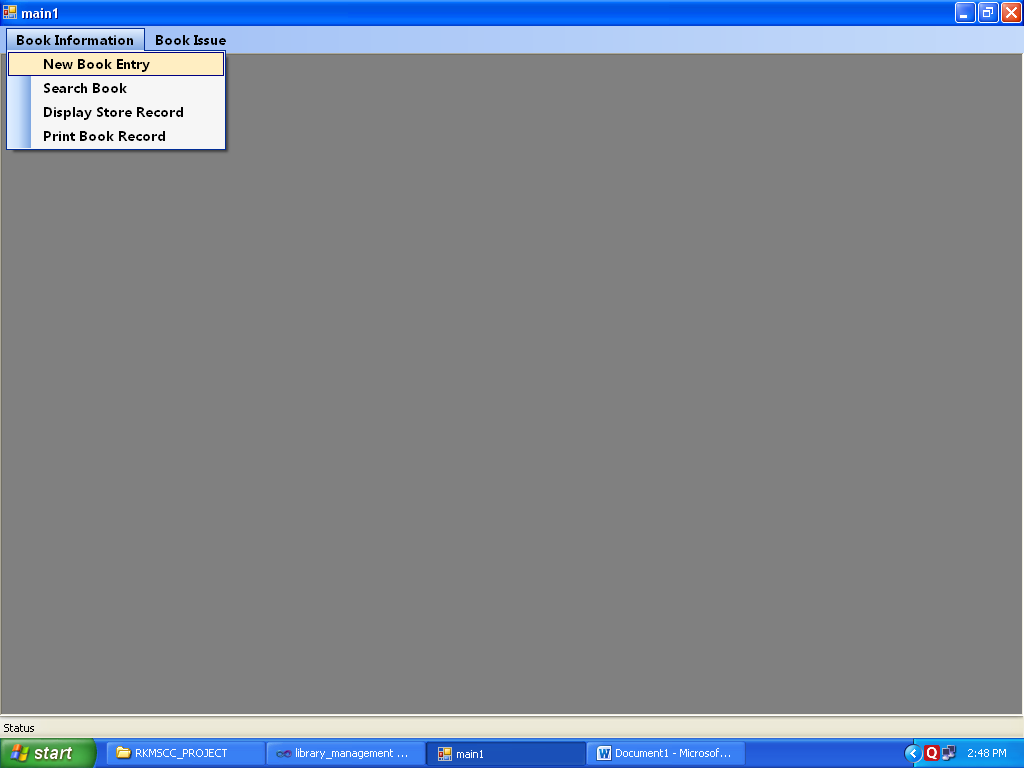 main1
Book Information Book Issue
New Book Entry
Search Book
Display Store Record
Print Book Record
Status
start RKMSCC_PROJECT library_management ... main1 Document1 - Microsof... 2:48 PM